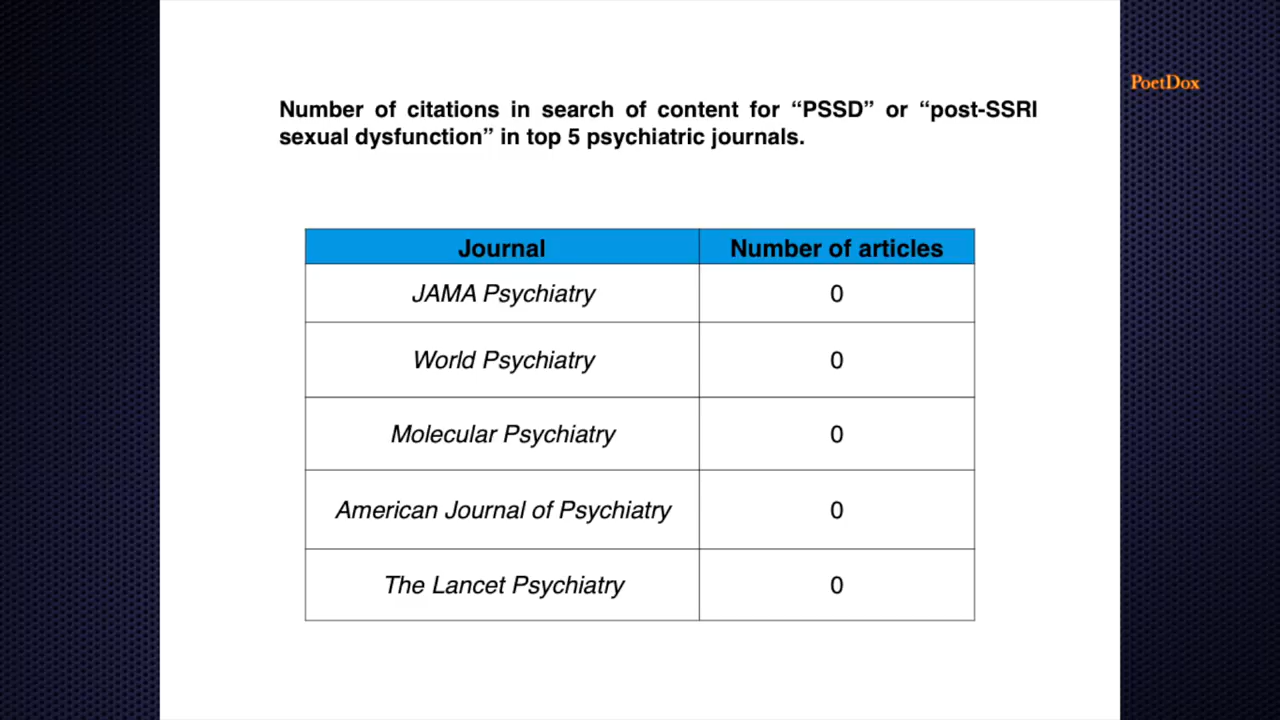 PoetDox
Number of citations in search of content for “PSSD” or “post-SSRI
sexual dysfunction” in top 5 psychiatric journals.
Journal Number of articles
JAMA Psychiatry 0
World Psychiatry 0
Molecular Psychiatry 0
American Journal of Psychiatry 0
The Lancet Psychiatry 0